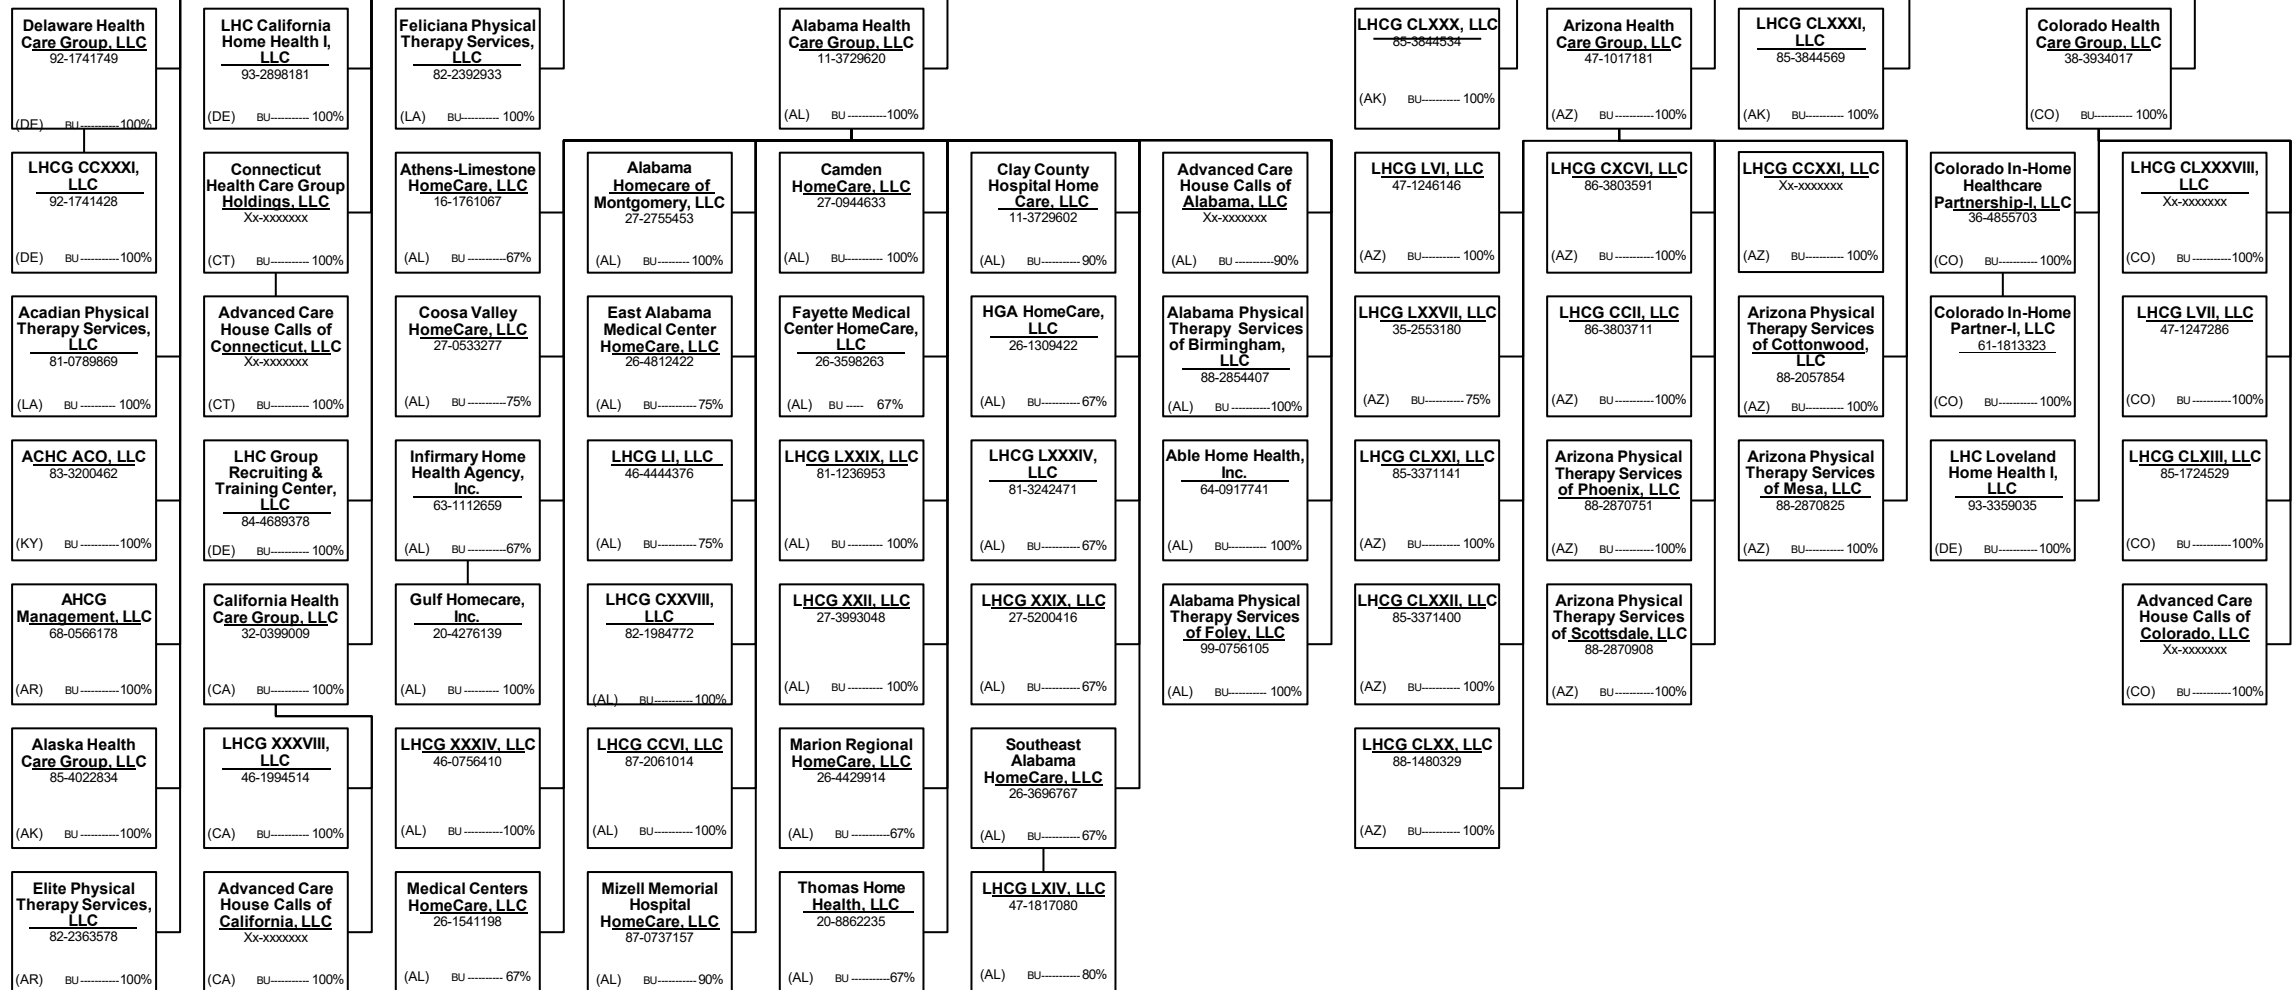 Delaware Health
Care Group, LLC
92-1741749
(DE) BU-----------100%
LHC California
Home Health I,
LLC
93-2898181
(DE) BU----------- 100%
Feliciana Physical
Therapy Services,
LLC
82-2392933
(LA) BU---------- 100%
Alabama Health
Care Group, LLC
11-3729620
(AL) BU -----------100%
LHCG CLXXX, LLC
85-3844534
(AK) BU----------- 100%
Arizona Health
Care Group, LLC
47-1017181
(AZ) BU-----------100%
LHCG CLXXXI,
LLC
85-3844569
(AK) BU----------- 100%
Colorado Health
Care Group, LLC
38-3934017
(CO) BU----------- 100%
LHCG CCXXXI,
LLC
92-1741428
(DE) BU-----------100%
Connecticut
Health Care Group
Holdings, LLC
Xx-xxxxxxx
(CT) BU-----------100%
Athens-Limestone
HomeCare, LLC
16-1761067
(AL) BU -----------67%
Alabama
Homecare of
Montgomery, LLC
27-2755453
(AL) BU--------- 100%
Camden
HomeCare, LLC
27-0944633
(AL) BU ---------- 100%
Clay County
Hospital Home
Care, LLC
11-3729602
(AL) BU----------- 90%
Advanced Care
House Calls of
Alabama, LLC
Xx-xxxxxxx
(AL) BU -----------90%
LHCG LVI, LLC
47-1246146
(AZ) BU---------- 100%
LHCG CXCVI, LLC
86-3803591
(AZ) BU -----------100%
LHCG CCXXI, LLC
Xx-xxxxxxx
(AZ) BU---------- 100%
Colorado In-Home
Healthcare
Partnership-I, LLC
36-4855703
(CO) BU----------- 100%
LHCG CLXXXVIII,
LLC
Xx-xxxxxxx
(CO) BU -----------100%
Acadian Physical
Therapy Services,
LLC
81-0789869
(LA) BU ---------- 100%
Advanced Care
House Calls of
Connecticut, LLC
Xx-xxxxxxx
(CT) BU-----------100%
Coosa Valley
HomeCare, LLC
27-0533277
(AL) BU -----------75%
East Alabama
Medical Center
HomeCare, LLC
26-4812422
(AL) BU----------- 75%
Fayette Medical
Center HomeCare,
LLC
26-3598263
(AL) BU ----- 67%
HGA HomeCare,
LLC
26-1309422
(AL) BU-----------67%
Alabama Physical
Therapy Services
of Birmingham,
LLC
88-2854407
(AL) BU-----------100%
LHCG LXXVII, LLC
35-2553180
(AZ) BU----------- 75%
LHCG CCII, LLC
86-3803711
(AZ) BU-----------100%
Arizona Physical
Therapy Services
of Cottonwood,
LLC
88-2057854
(AZ) BU---------- 100%
Colorado In-Home
Partner-I, LLC
61-1813323
(CO) BU-----------100%
LHCG LVII, LLC
47-1247286
(CO) BU-----------100%
ACHC ACO, LLC
83-3200462
(KY) BU -----------100%
LHC Group
Recruiting &
Training Center,
LLC
84-4689378
(DE) BU----------- 100%
Infirmary Home
Health Agency,
Inc.
63-1112659
(AL) BU -----------67%
LHCG LI, LLC
46-4444376
(AL) BU----------- 75%
LHCG LXXIX, LLC
81-1236953
(AL) BU ---------- 100%
LHCG LXXXIV,
LLC
81-3242471
(AL) BU-----------67%
Able Home Health,
Inc.
64-0917741
(AL) BU---------- 100%
LHCG CLXXI, LLC
85-3371141
(AZ) BU---------- 100%
Arizona Physical
Therapy Services
of Phoenix, LLC
88-2870751
(AZ) BU -----------100%
Arizona Physical
Therapy Services
of Mesa, LLC
88-2870825
(AZ) BU---------- 100%
LHC Loveland
Home Health I,
LLC
93-3359035
(DE) BU-----------100%
LHCG CLXIII, LLC
85-1724529
(CO) BU -----------100%
AHCG
Management, LLC
68-0566178
(AR) BU-----------100%
California Health
Care Group, LLC
32-0399009
(CA) BU-----------100%
Gulf Homecare,
Inc.
20-4276139
(AL) BU ---------- 100%
LHCG CXXVIII,
LLC
82-1984772
(AL) BU----------- 100%
LHCG XXII, LLC
27-3993048
(AL) BU ---------- 100%
LHCG XXIX, LLC
27-5200416
(AL) BU-----------67%
Alabama Physical
Therapy Services
of Foley, LLC
99-0756105
(AL) BU---------- 100%
LHCG CLXXII, LLC
85-3371400
(AZ) BU---------- 100%
Arizona Physical
Therapy Services
of Scottsdale, LLC
88-2870908
(AZ) BU-----------100%
Advanced Care
House Calls of
Colorado, LLC
Xx-xxxxxxx
(CO) BU-----------100%
Alaska Health
Care Group, LLC
85-4022834
(AK) BU -----------100%
LHCG XXXVIII,
LLC
46-1994514
(CA) BU-----------100%
LHCG XXXIV, LLC
46-0756410
(AL) BU -----------100%
LHCG CCVI, LLC
87-2061014
(AL) BU----------- 100%
Marion Regional
HomeCare, LLC
26-4429914
(AL) BU -----------67%
Southeast
Alabama
HomeCare, LLC
26-3696767
(AL) BU----------- 67%
LHCG CLXX, LLC
88-1480329
(AZ) BU---------- 100%
Elite Physical
Therapy Services,
LLC
82-2363578
(AR) BU -----------100%
Advanced Care
House Calls of
California, LLC
Xx-xxxxxxx
(CA) BU----------- 100%
Medical Centers
HomeCare, LLC
26-1541198
(AL) BU ---------- 67%
Mizell Memorial
Hospital
HomeCare, LLC
87-0737157
(AL) BU----------- 90%
Thomas Home
Health, LLC
20-8862235
(AL) BU -----------67%
LHCG LXIV, LLC
47-1817080
(AL) BU-----------80%